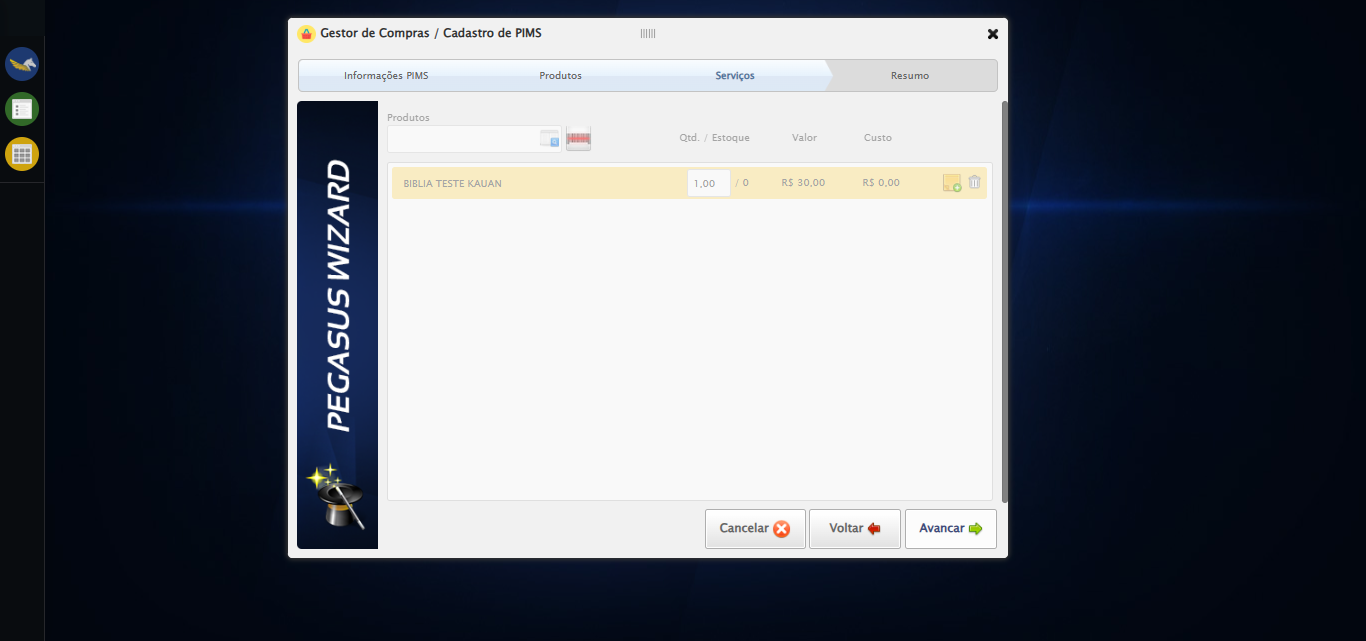 Gestor de Compras / Cadastro de PIMS
Informações PIMS Produtos Serviços Resumo
PEGASUS WIZARD
Produtos
Qtd. / Estoque Valor Custo
BIBLIA TESTE KAUAN 1,00 / 0 R$ 30,00 R$ 0,00
Cancelar Voltar Avancar